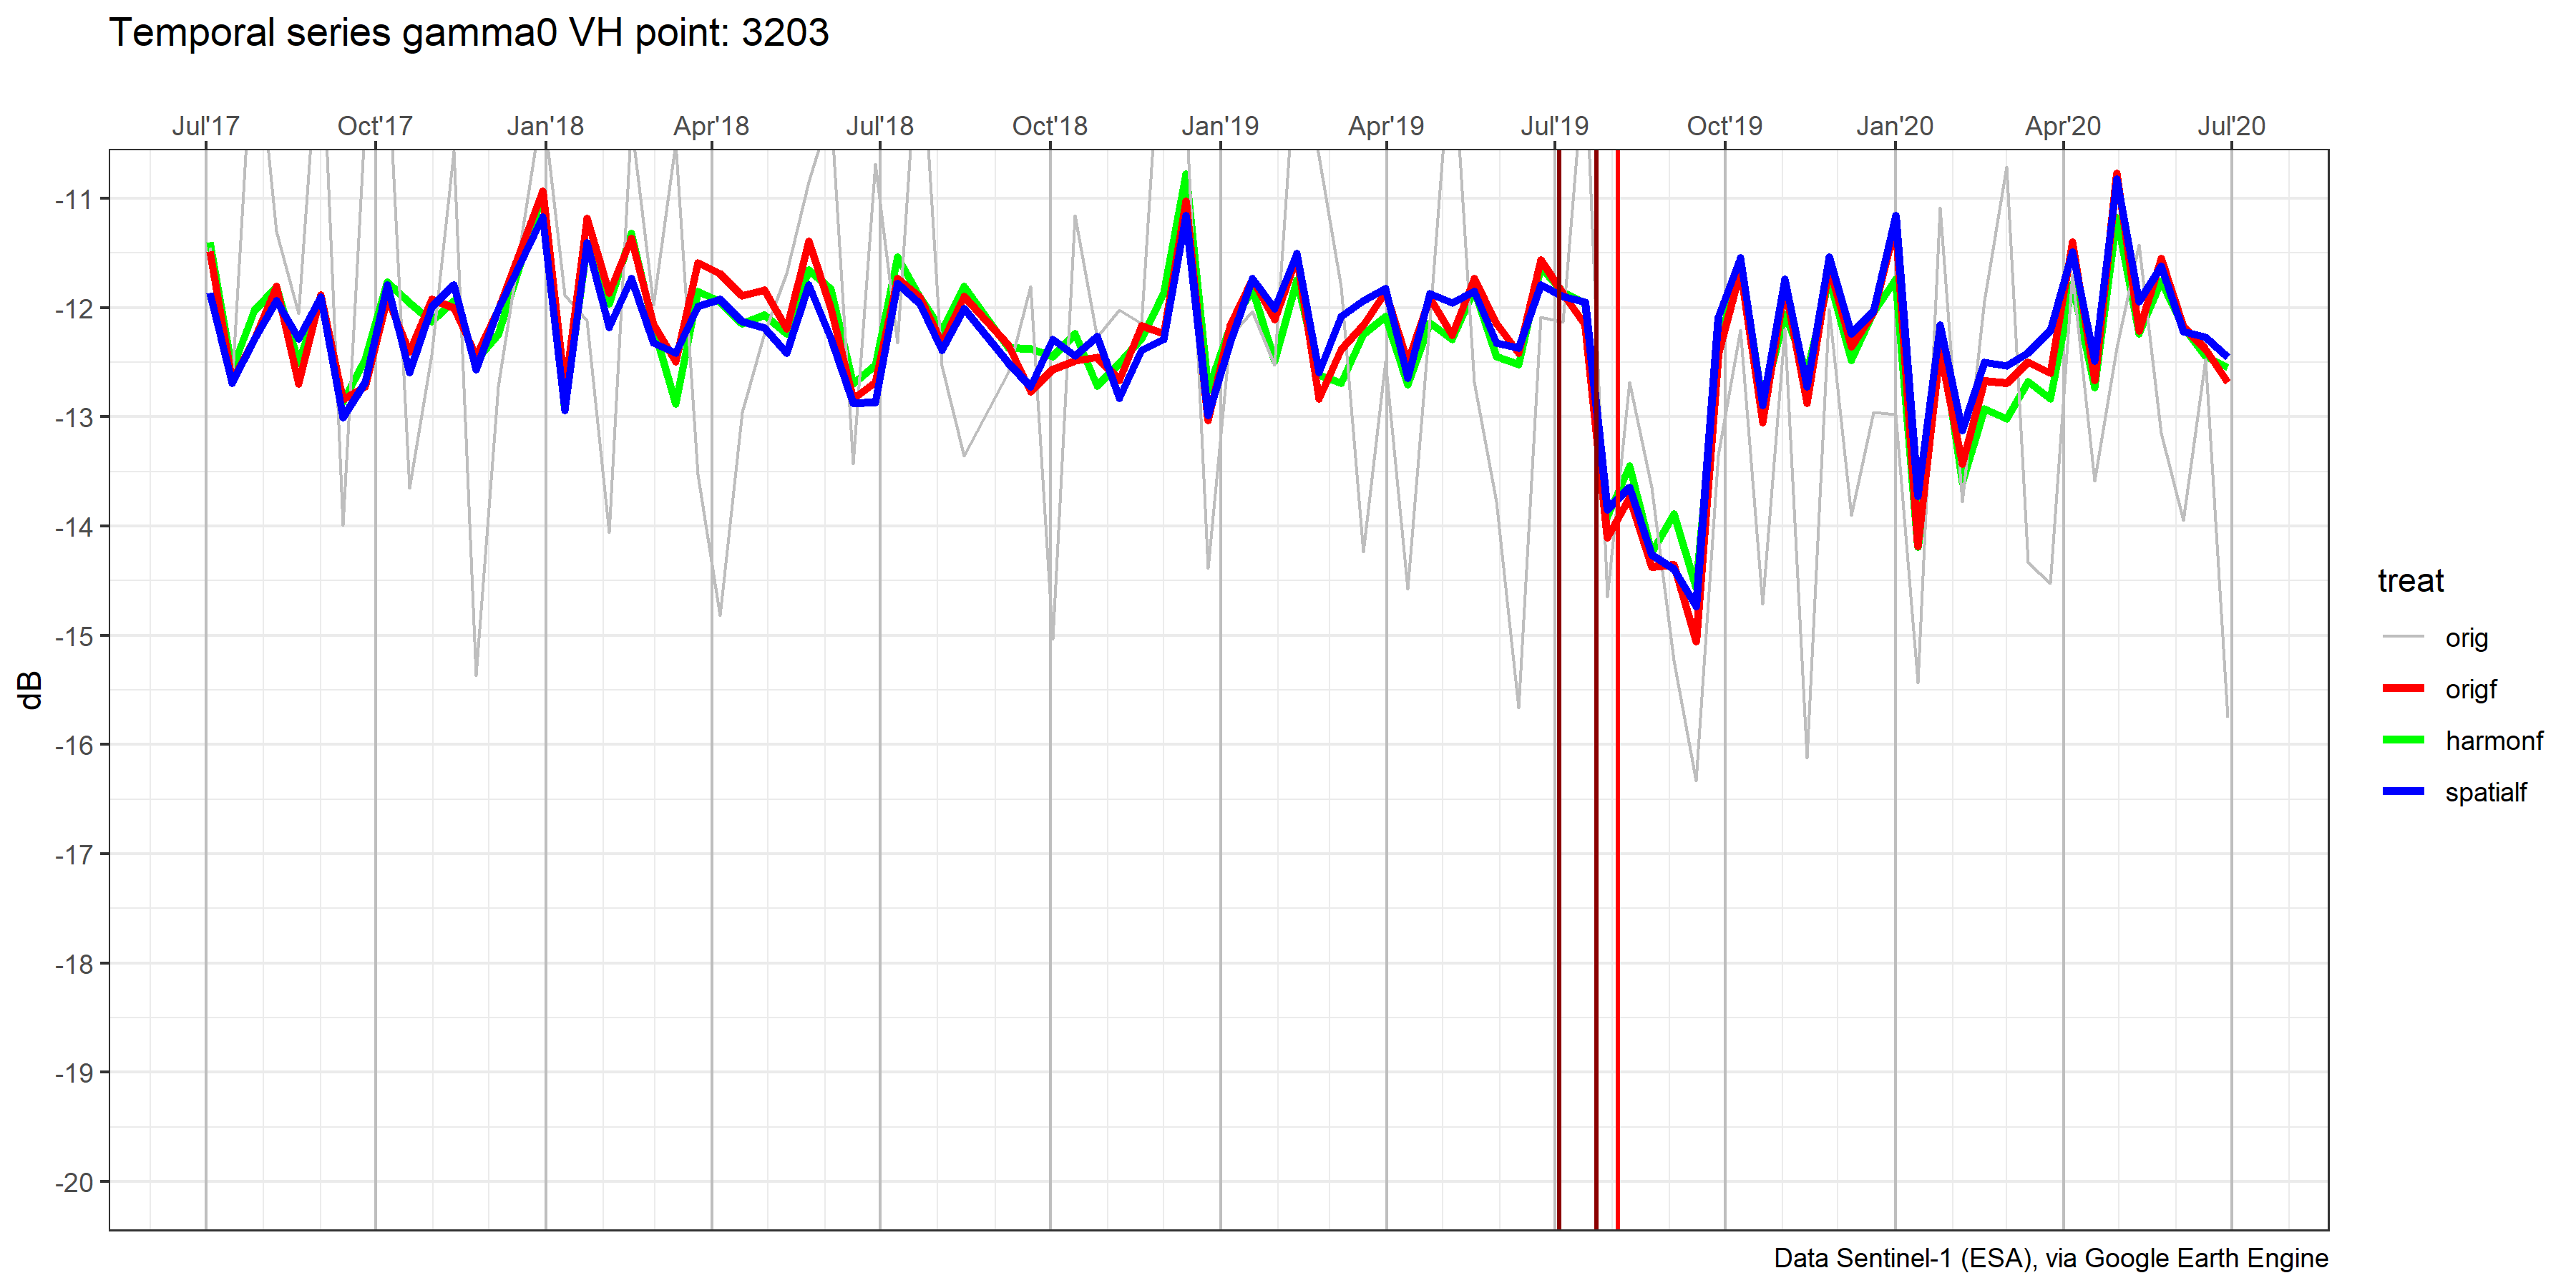 Temporal series gamma0 VH point: 3203
Jul'17 Oct'17 Jan'18 Apr'18 Jul'18 Oct'18 Jan'19 Apr'19 Jul'19 Oct'19 Jan'20 Apr'20 Jul'20
-11
-12
-13
-14
-15
-16
-17
-18
-19
-20
dB
treat
orig
origf
harmonf
spatialf
Data Sentinel-1 (ESA), via Google Earth Engine